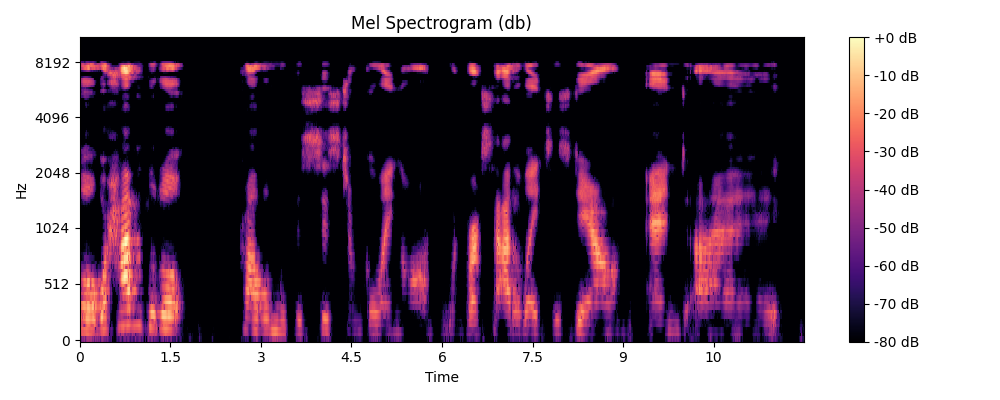 Mel Spectrogram (db)
8192
4096
2048
1024
512
0
Hz
0 1.5 3 4.5 6 7.5 9 10
Time
+0 dB
-10 dB
-20 dB
-30 dB
-40 dB
-50 dB
-60 dB
-70 dB
-80 dB